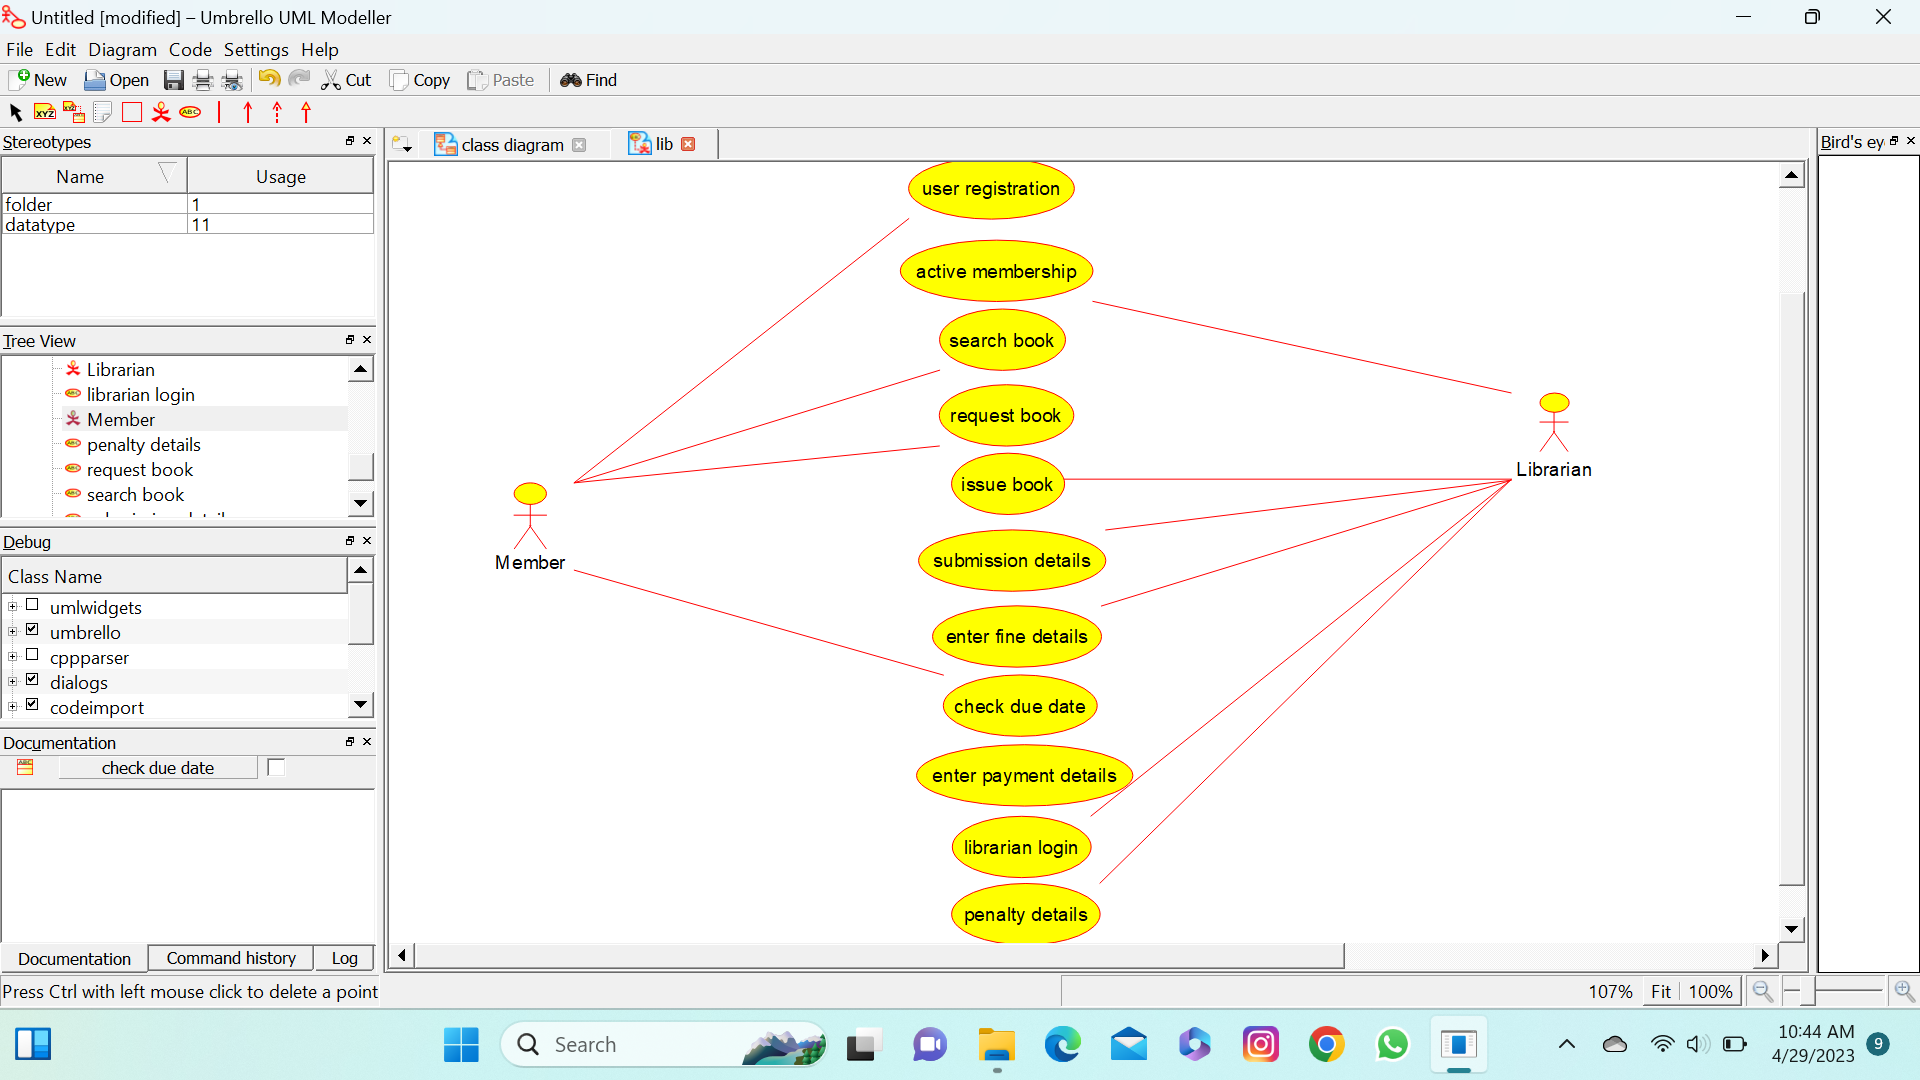 Untitled [modified] – Umbrello UML Modeller
File Edit Diagram Code Settings Help
New Open Cut Copy Paste Find
XYZ XYZ ABC
Stereotypes
Name Usage
folder 1
datatype 11
Tree View
Librarian
librarian login
Member
penalty details
request book
search book
Debug
Class Name
umlwidgets
umbrello
cppparser
dialogs
codeimport
Documentation
check due date
Documentation Command history Log
Press Ctrl with left mouse click to delete a point
class diagram lib
user registration
active membership
search book
request book
issue book
submission details
enter fine details
check due date
enter payment details
librarian login
penalty details
Member
Librarian
Bird's ey
107% Fit 100%
Search
10:44 AM
4/29/2023
9